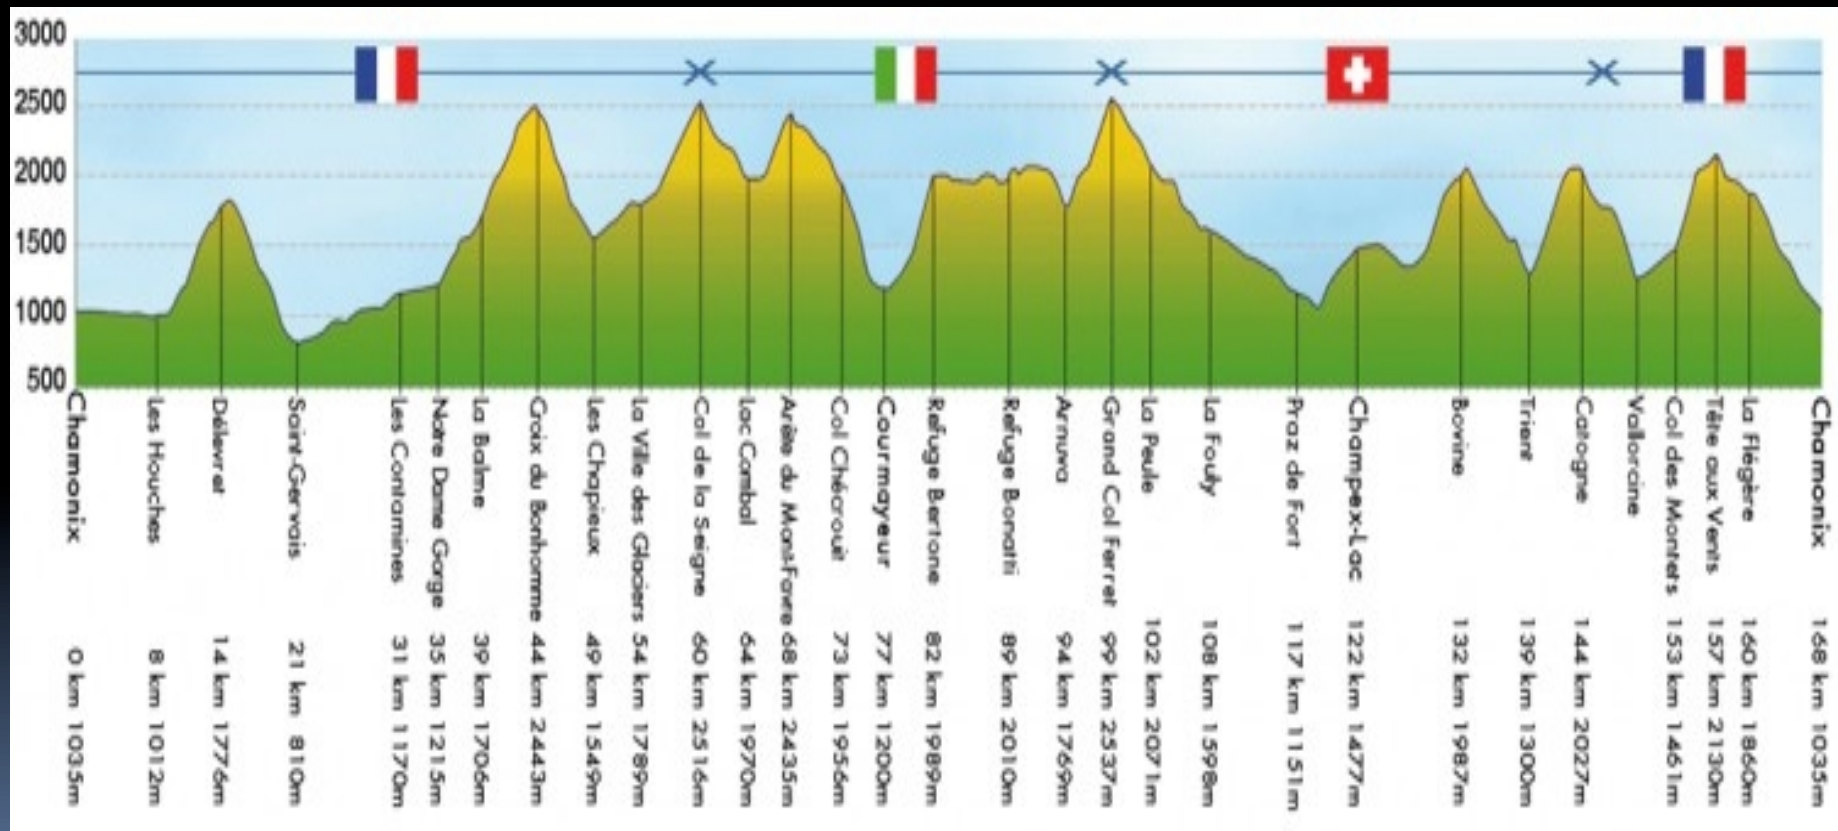 3000
2500
2000
1500
1000
500
Chamonix 0 km 1035m
Les Houches 8 km 1012m
Délevret 14 km 1776m
Saint-Gervais 21 km 810m
Les Contamines 31 km 1170m
Notre Dame Gorge 35 km 1215m
La Balme 39 km 1706m
Croix du Bonhomme 44 km 2443m
Les Chapieux 49 km 1549m
La Ville des Glaciers 54 km 1789m
Col de la Seigne 60 km 2516m
Lac Combal 64 km 1970m
Arête du Mont-Favre 68 km 2435m
Col Chécrouit 73 km 1956m
Courmayeur 77 km 1200m
Refuge Bertone 82 km 1989m
Refuge Bonatti 89 km 2010m
Arnuva 94 km 1769m
Grand Col Ferret 99 km 2537m
La Peule 102 km 2071m
La Fouly 108 km 1598m
Praz de Fort 117 km 1151m
Champex-Lac 122 km 1477m
Bovine 132 km 1987m
Trient 139 km 1300m
Catogne 144 km 2027m
Vallorcine
Col des Montets 153 km 1461m
Tête aux Vents 157 km 2130m
La Flégère 160 km 1860m
Chamonix 168 km 1035m